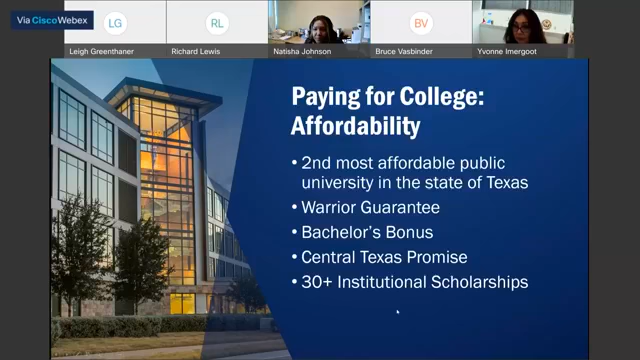 Via Cisco Webex
LG
RL
BV
Leigh Greenthaner
Richard Lewis
Natisha Johnson
Bruce Vasbinder
Yvonne Imergoot
Paying for College:
Affordability
• 2nd most affordable public
university in the state of Texas
• Warrior Guarantee
• Bachelor's Bonus
• Central Texas Promise
• 30+ Institutional Scholarships